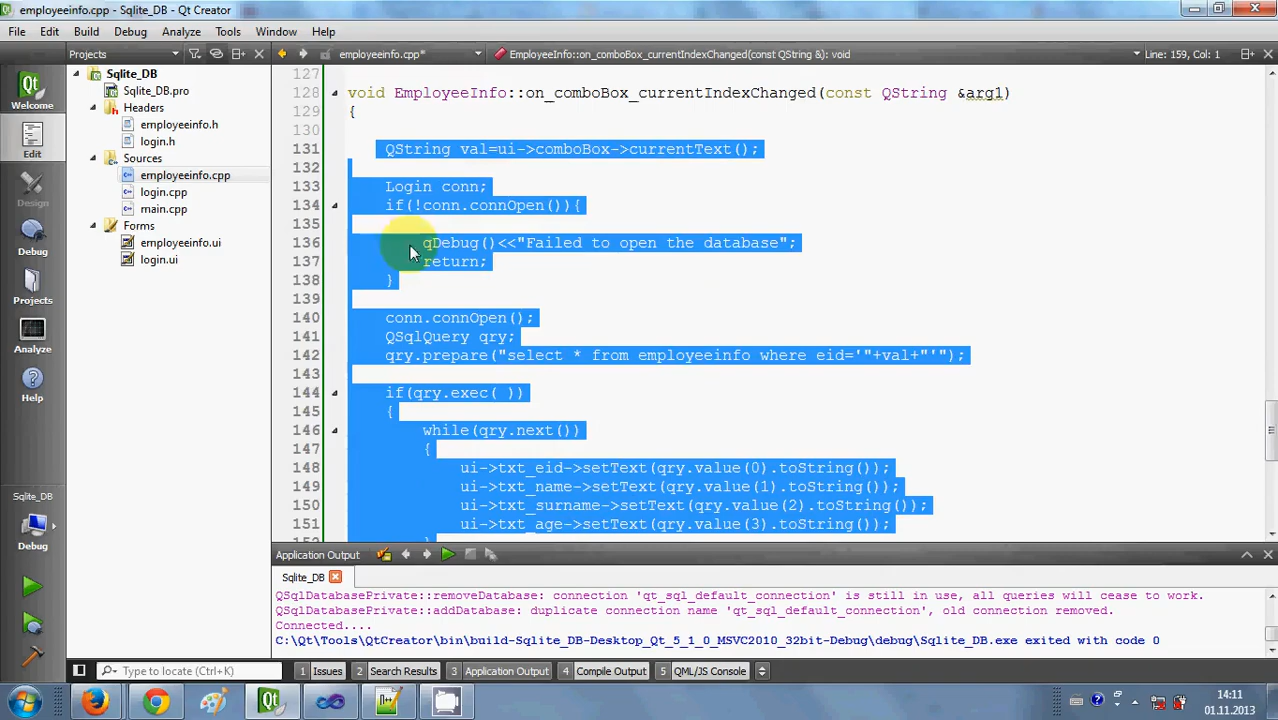 employeeinfo.cpp - Sqlite_DB - Qt Creator
File Edit Build Debug Analyze Tools Window Help
Projects employeeinfo.cpp* EmployeeInfo::on_comboBox_currentIndexChanged(const QString &): void Line: 159, Col: 1
Welcome
Edit
Design
Debug
Projects
Analyze
Help
Sqlite_DB
Debug
Sqlite_DB
Sqlite_DB.pro
Headers
employeeinfo.h
login.h
Sources
employeeinfo.cpp
login.cpp
main.cpp
Forms
employeeinfo.ui
login.ui
127
128 void EmployeeInfo::on_comboBox_currentIndexChanged(const QString &arg1)
129 {
130
131 QString val=ui->comboBox->currentText();
132
133 Login conn;
134 if(!conn.connOpen()){
135
136 qDebug()<<"Failed to open the database";
137 return;
138 }
139
140 conn.connOpen();
141 QSqlQuery qry;
142 qry.prepare("select * from employeeinfo where eid='"+val+"'");
143
144 if(qry.exec( ))
145 {
146 while(qry.next())
147 {
148 ui->txt_eid->setText(qry.value(0).toString());
149 ui->txt_name->setText(qry.value(1).toString());
150 ui->txt_surname->setText(qry.value(2).toString());
151 ui->txt_age->setText(qry.value(3).toString());
152 }
Application Output
Sqlite_DB
QSqlDatabasePrivate::removeDatabase: connection 'qt_sql_default_connection' is still in use, all queries will cease to work.
QSqlDatabasePrivate::addDatabase: duplicate connection name 'qt_sql_default_connection', old connection removed.
Connected....
C:\Qt\Tools\QtCreator\bin\build-Sqlite_DB-Desktop_Qt_5_1_0_MSVC2010_32bit-Debug\debug\Sqlite_DB.exe exited with code 0
Type to locate (Ctrl+K) 1 Issues 2 Search Results 3 Application Output 4 Compile Output 5 QML/JS Console
14:11
01.11.2013